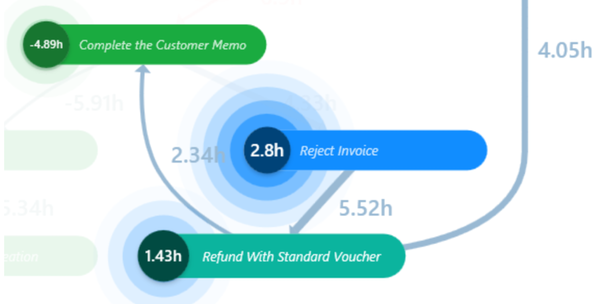 -4.89h Complete the Customer Memo
4.05h
-5.91h
2.34h
2.8h Reject Invoice
5.34h
5.52h
eation
1.43h Refund With Standard Voucher